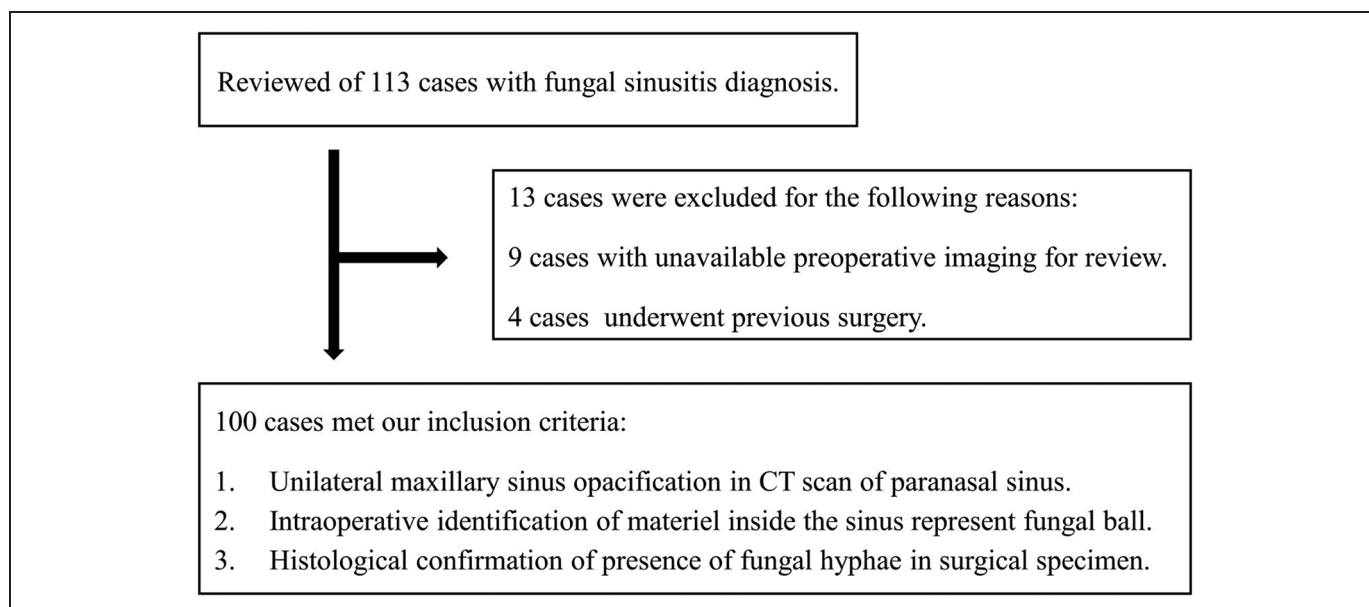 Reviewed of 113 cases with fungal sinusitis diagnosis.
13 cases were excluded for the following reasons:
9 cases with unavailable preoperative imaging for review.
4 cases underwent previous surgery.
100 cases met our inclusion criteria:
1. Unilateral maxillary sinus opacification in CT scan of paranasal sinus.
2. Intraoperative identification of materiel inside the sinus represent fungal ball.
3. Histological confirmation of presence of fungal hyphae in surgical specimen.